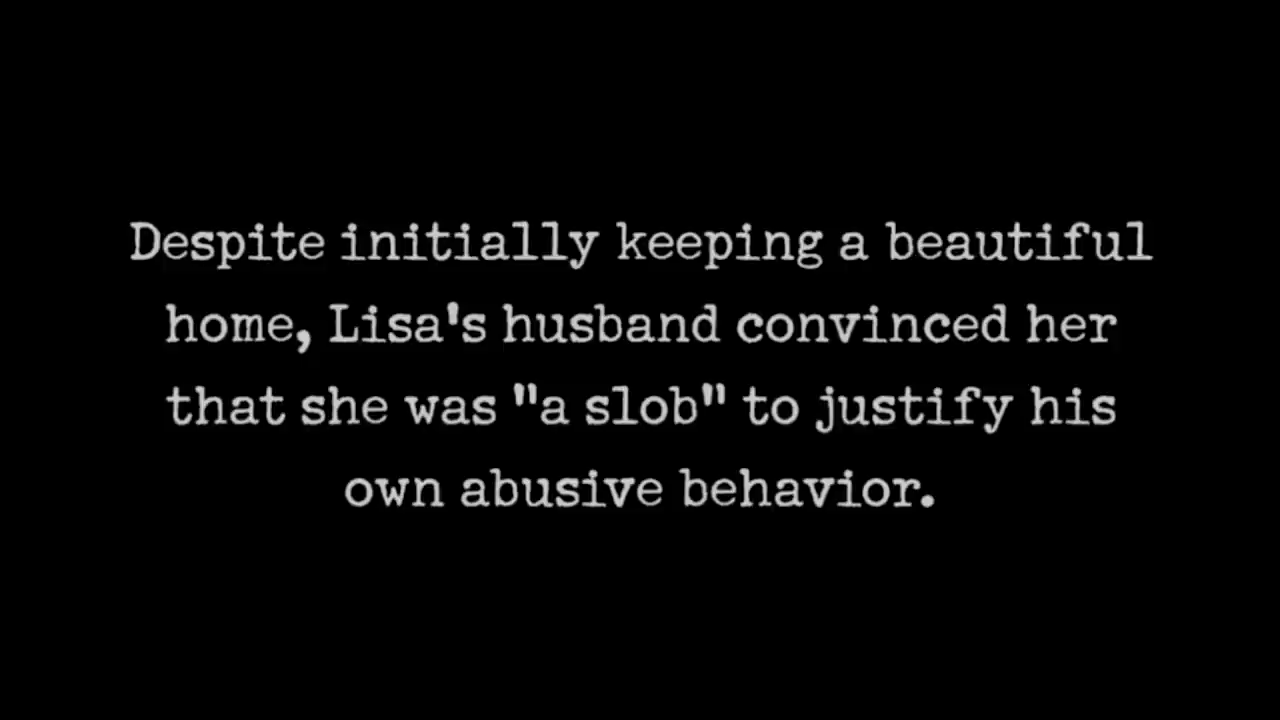 Despite initially keeping a beautiful
home, Lisa's husband convinced her
that she was "a slob" to justify his
own abusive behavior.